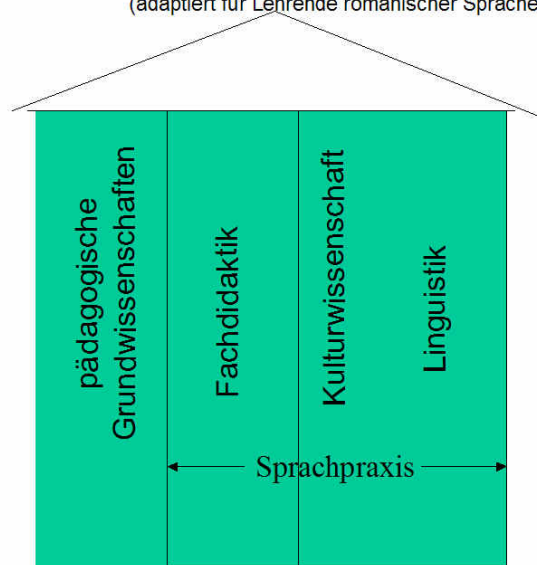 (adaptiert für Lehrende romanischer Sprache
pädagogische
Grundwissenschaften
Fachdidaktik
Kulturwissenschaft
Linguistik
Sprachpraxis